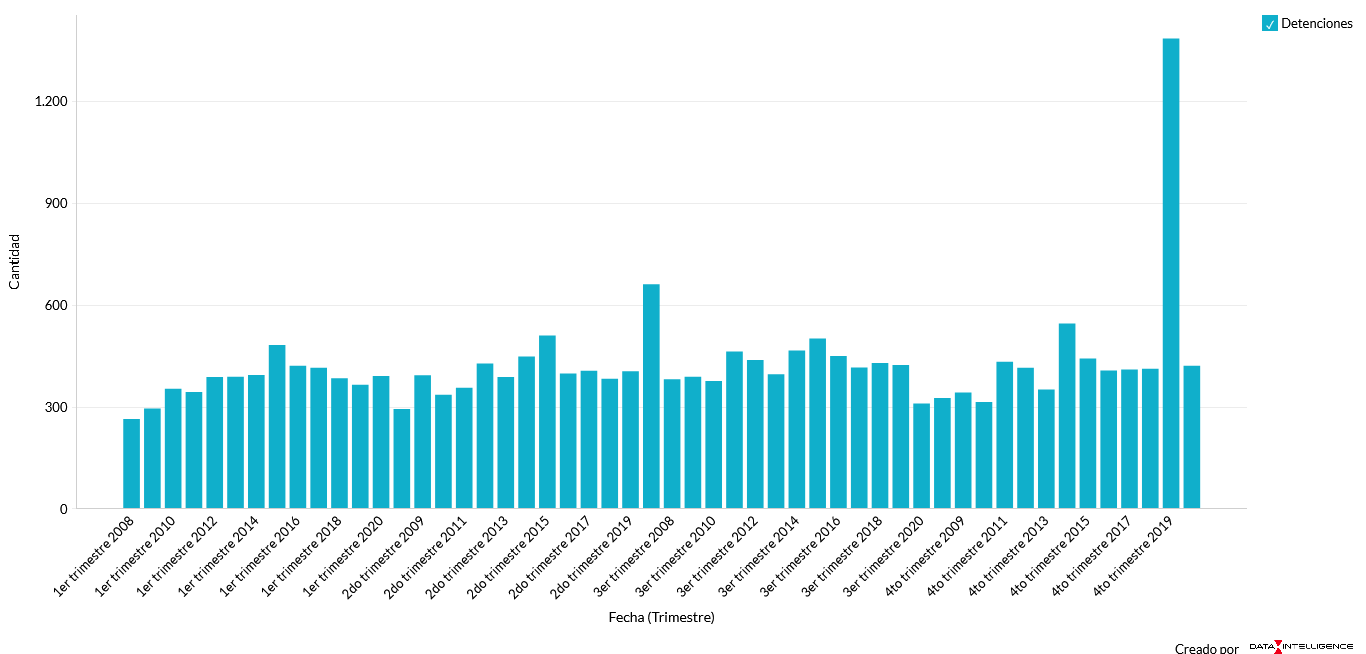 Detenciones
1.200
900
600
300
0
Cantidad
1er trimestre 2008
1er trimestre 2010
1er trimestre 2012
1er trimestre 2014
1er trimestre 2016
1er trimestre 2018
1er trimestre 2020
2do trimestre 2009
2do trimestre 2011
2do trimestre 2013
2do trimestre 2015
2do trimestre 2017
2do trimestre 2019
3er trimestre 2008
3er trimestre 2010
3er trimestre 2012
3er trimestre 2014
3er trimestre 2016
3er trimestre 2018
3er trimestre 2020
4to trimestre 2009
4to trimestre 2011
4to trimestre 2013
4to trimestre 2015
4to trimestre 2017
4to trimestre 2019
Fecha (Trimestre)
Creado por DATA INTELLIGENCE